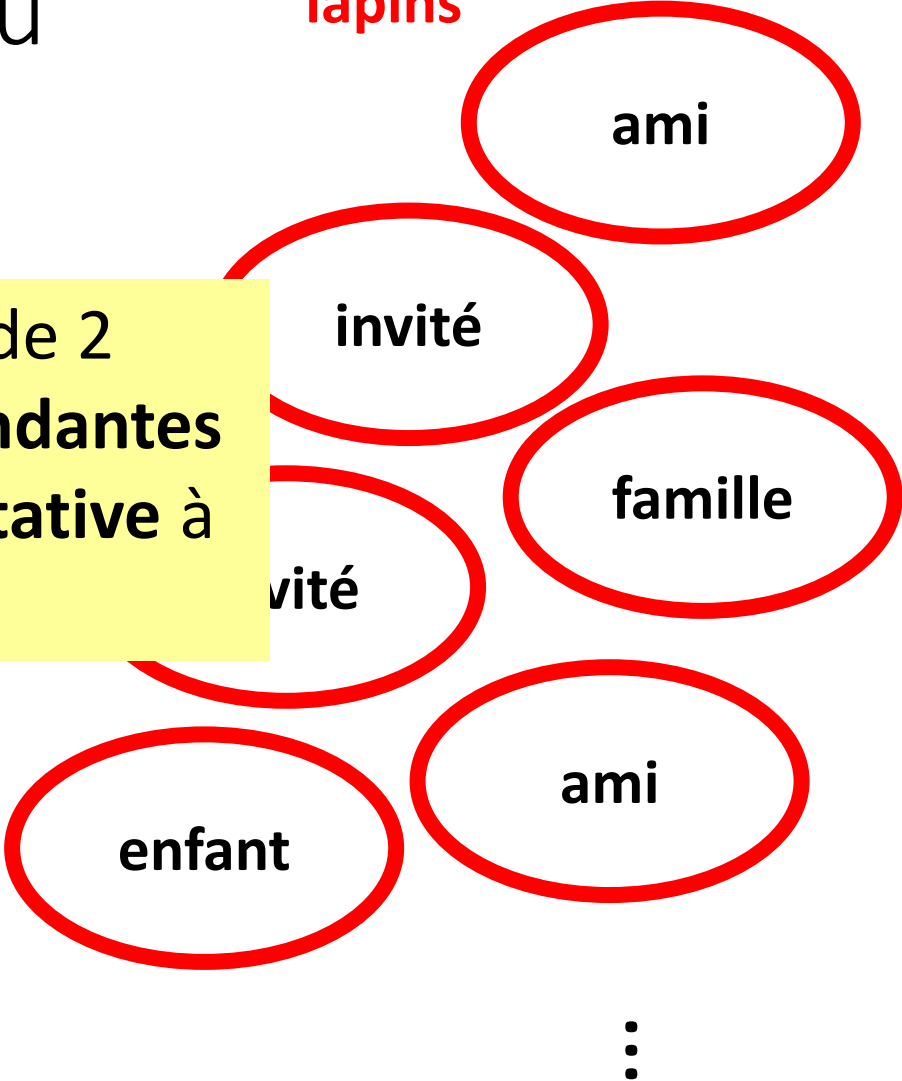 u
lapins
ami
invité
de 2
ndantes
tative à
famille
vité
ami
enfant
⋮